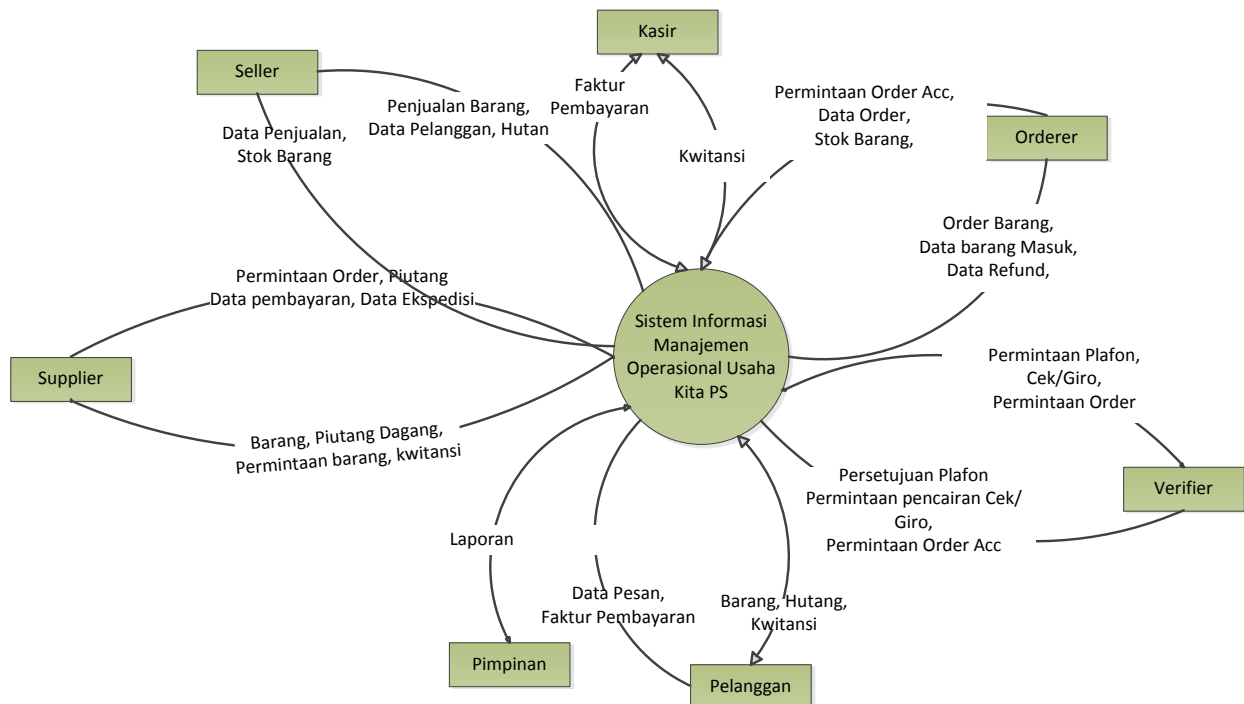 Kasir
Seller
Faktur
Pembayaran
Penjualan Barang,
Data Pelanggan, Hutan
Data Penjualan,
Stok Barang
Kwitansi
Permintaan Order Acc,
Data Order,
Stok Barang,
Orderer
Order Barang,
Data barang Masuk,
Data Refund,
Permintaan Order, Piutang
Data pembayaran, Data Ekspedisi
Supplier
Barang, Piutang Dagang,
Permintaan barang, kwitansi
Sistem Informasi
Manajemen
Operasional Usaha
Kita PS
Permintaan Plafon,
Cek/Giro,
Permintaan Order
Verifier
Persetujuan Plafon
Permintaan pencairan Cek/
Giro,
Permintaan Order Acc
Laporan
Data Pesan,
Faktur Pembayaran
Barang, Hutang,
Kwitansi
Pimpinan
Pelanggan